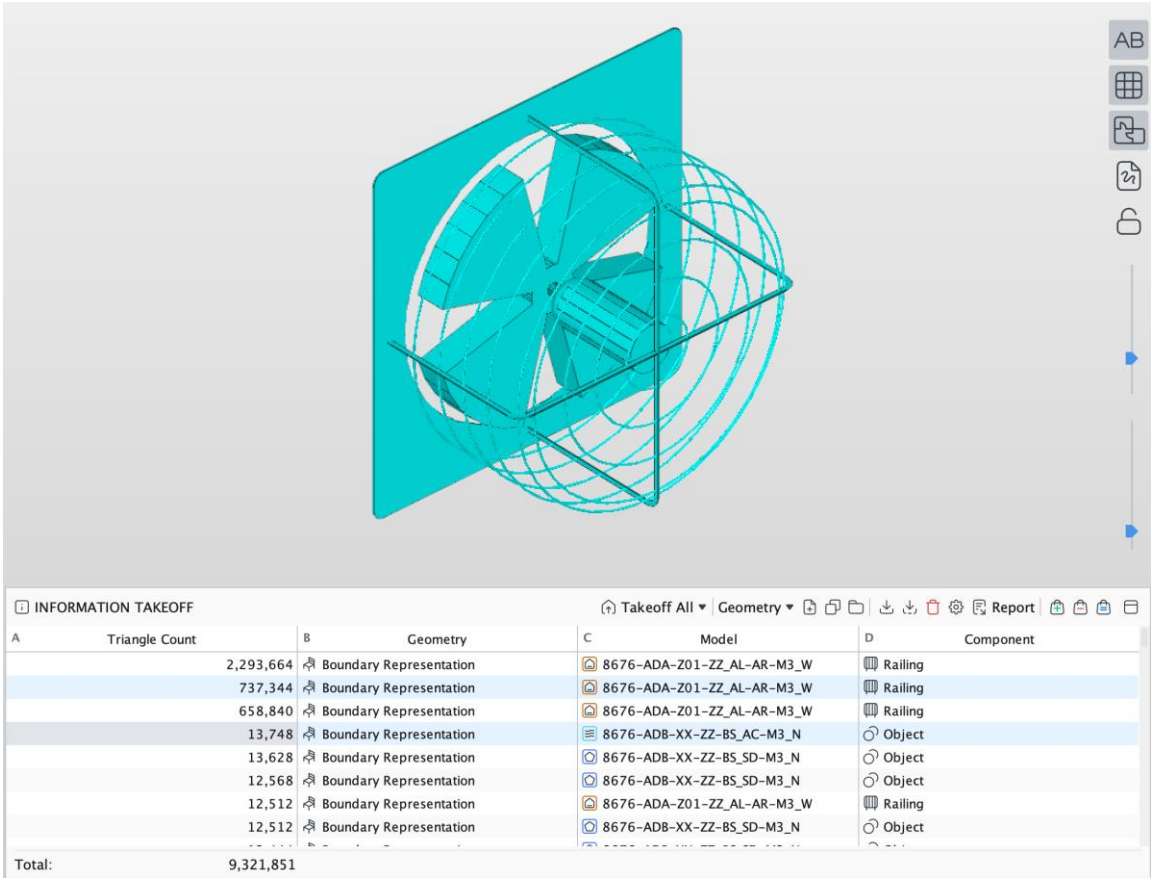 AB
INFORMATION TAKEOFF Takeoff All Geometry Report
A Triangle Count B Geometry C Model D Component
2,293,664 Boundary Representation 8676-ADA-Z01-ZZ_AL-AR-M3_W Railing
737,344 Boundary Representation 8676-ADA-Z01-ZZ_AL-AR-M3_W Railing
658,840 Boundary Representation 8676-ADA-Z01-ZZ_AL-AR-M3_W Railing
13,748 Boundary Representation 8676-ADB-XX-ZZ-BS_AC-M3_N Object
13,628 Boundary Representation 8676-ADB-XX-ZZ-BS_SD-M3_N Object
12,568 Boundary Representation 8676-ADB-XX-ZZ-BS_SD-M3_N Object
12,512 Boundary Representation 8676-ADA-Z01-ZZ_AL-AR-M3_W Railing
12,512 Boundary Representation 8676-ADB-XX-ZZ-BS_SD-M3_N Object
Total: 9,321,851